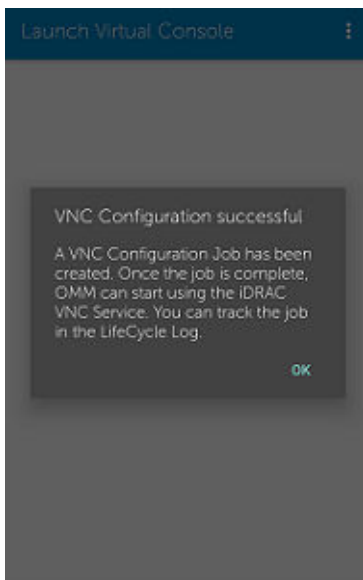 Launch Virtual Console
VNC Configuration successful
A VNC Configuration Job has been
created. Once the job is complete,
OMM can start using the iDRAC
VNC Service. You can track the job
in the LifeCycle Log.
OK